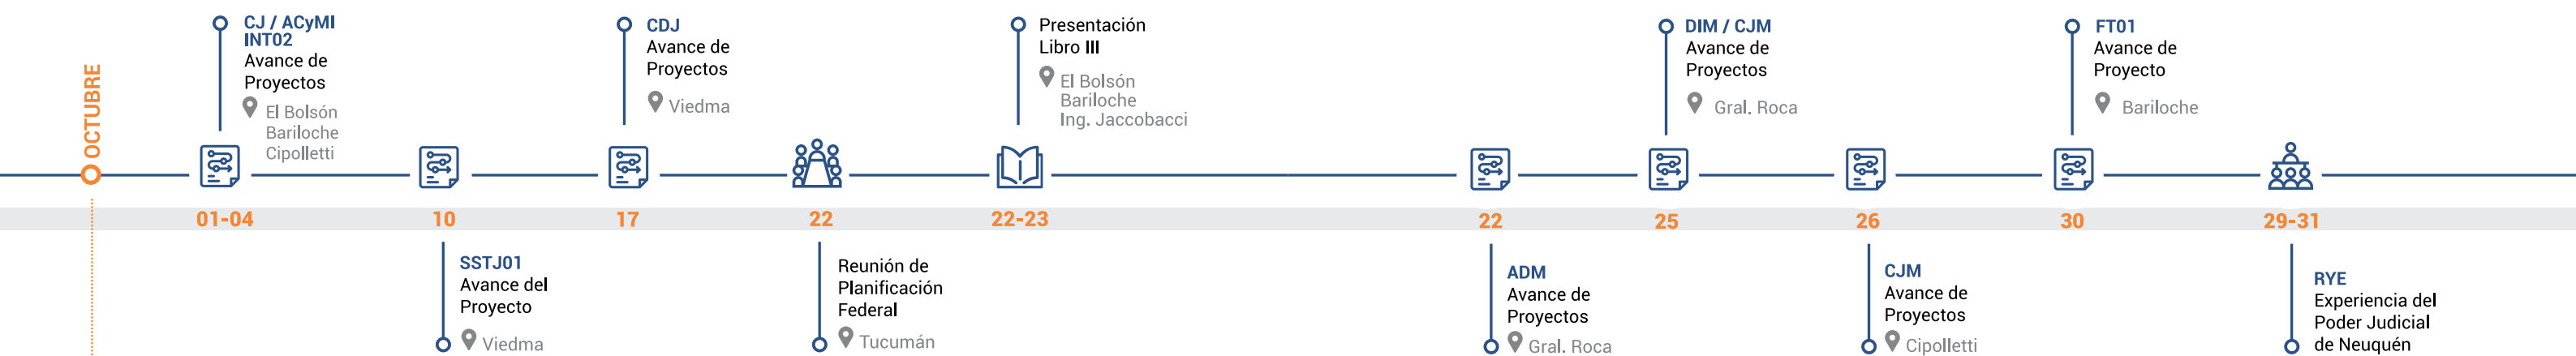 OCTUBRE
CJ / ACyMI
INT02
Avance de
Proyectos
El Bolsón
Bariloche
Cipolletti
01-04
10
SSTJ01
Avance del
Proyecto
Viedma
CDJ
Avance de
Proyectos
Viedma
17
22
Reunión de
Planificación
Federal
Tucumán
Presentación
Libro III
El Bolsón
Bariloche
Ing. Jaccobacci
22-23
22
ADM
Avance de
Proyectos
Gral. Roca
DIM / CJM
Avance de
Proyectos
Gral. Roca
25
26
CJM
Avance de
Proyectos
Cipolletti
FT01
Avance de
Proyecto
Bariloche
30
29-31
RYE
Experiencia del
Poder Judicial
de Neuquén